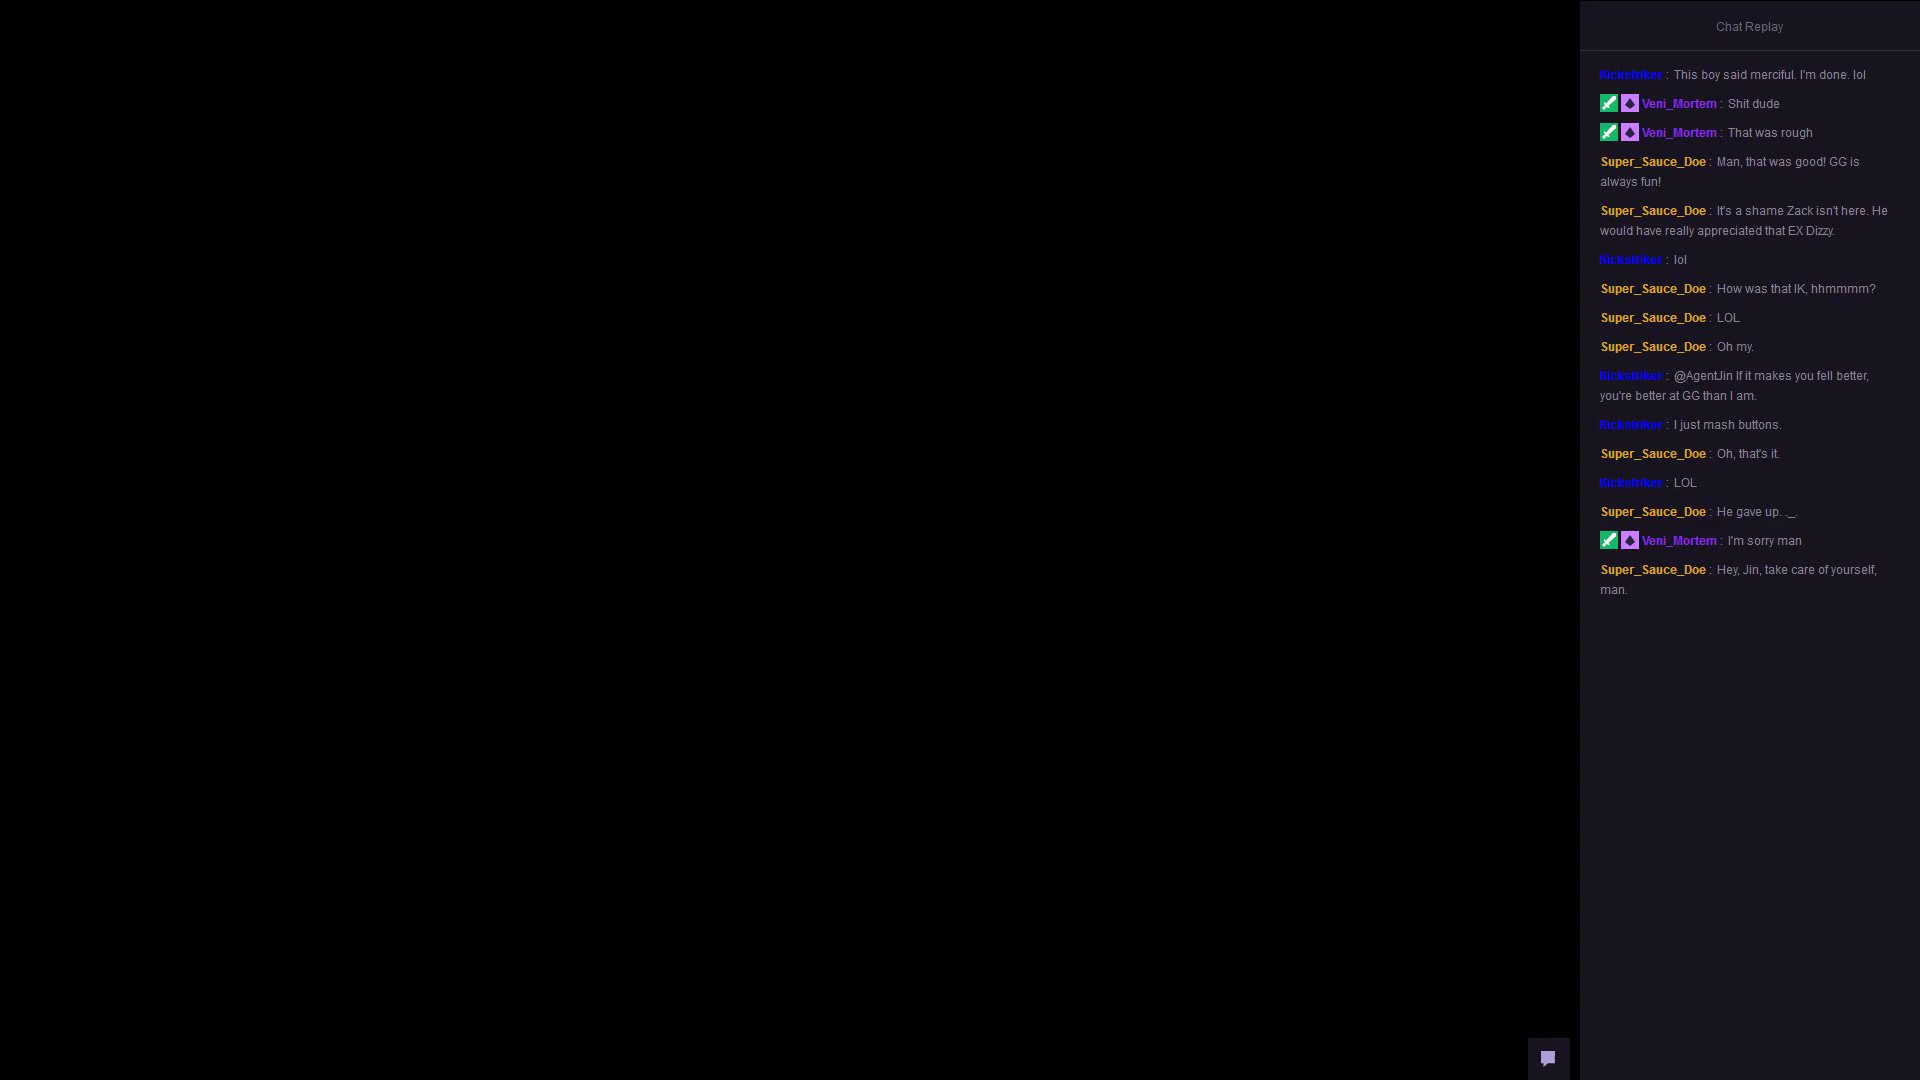 Chat Replay
Kickstriker : This boy said merciful. I'm done. lol
Veni_Mortem : Shit dude
Veni_Mortem : That was rough
Super_Sauce_Doe : Man, that was good! GG is
always fun!
Super_Sauce_Doe : It's a shame Zack isn't here. He
would have really appreciated that EX Dizzy.
Kickstriker : lol
Super_Sauce_Doe : How was that IK, hhmmmm?
Super_Sauce_Doe : LOL
Super_Sauce_Doe : Oh my.
Kickstriker : @AgentJin If it makes you fell better,
you're better at GG than I am.
Kickstriker : I just mash buttons.
Super_Sauce_Doe : Oh, that's it.
Kickstriker : LOL
Super_Sauce_Doe : He gave up. ._.
Veni_Mortem : I'm sorry man
Super_Sauce_Doe : Hey, Jin, take care of yourself,
man.